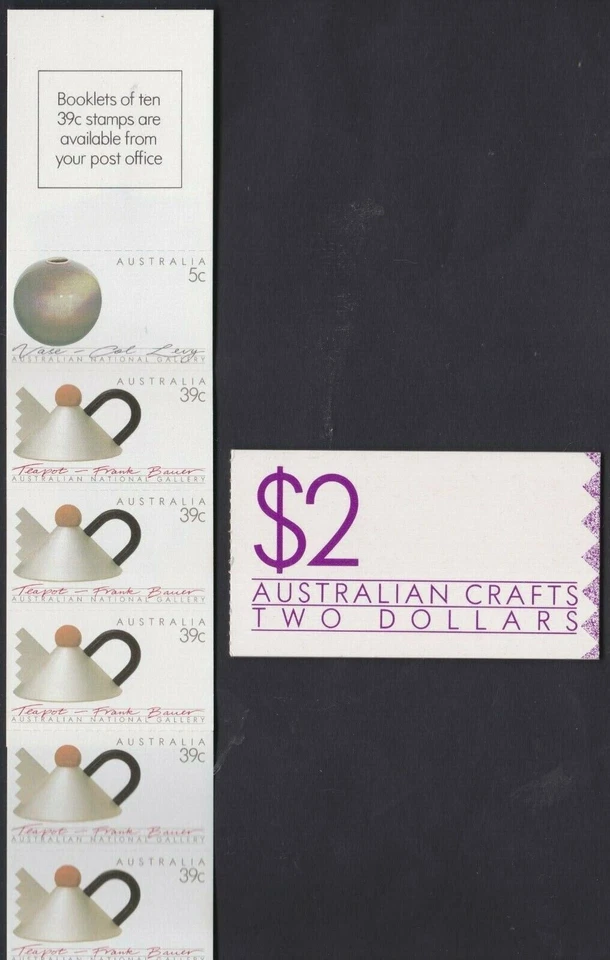 Booklets of ten
39c stamps are
available from
your post office
AUSTRALIA
5c
Vase – Col Levy
AUSTRALIAN NATIONAL GALLERY
AUSTRALIA
39c
Teapot – Frank Bauer
AUSTRALIAN NATIONAL GALLERY
AUSTRALIA
39c
Teapot – Frank Bauer
AUSTRALIAN NATIONAL GALLERY
AUSTRALIA
39c
Teapot – Frank Bauer
AUSTRALIAN NATIONAL GALLERY
AUSTRALIA
39c
Teapot – Frank Bauer
AUSTRALIAN NATIONAL GALLERY
AUSTRALIA
39c
Teapot – Frank Bauer
$2
AUSTRALIAN CRAFTS
TWO DOLLARS